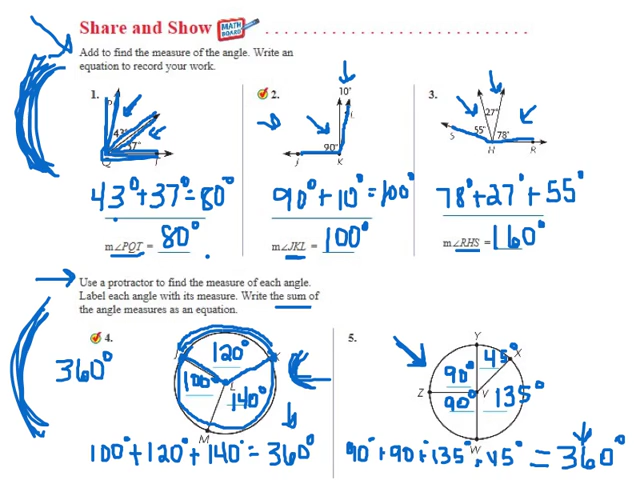 Share and Show MATH BOARD
Add to find the measure of the angle. Write an
equation to record your work.
1.
P
43°
37°
Q
T
43°+37°=80°
m∠PQT = 80°.
2.
10°
L
90°
J
K
90°+10°=100°
m∠JKL = 100°
3.
27°
S
55°
78°
H
R
78°+27°+55°
m∠RHS = 160°
Use a protractor to find the measure of each angle.
Label each angle with its measure. Write the sum of
the angle measures as an equation.
4.
360°
J
120°
K
100°
L
140°
M
100°+120°+140°=360°
5.
Y
45°
X
90°
Z
V
90°
135°
W
90°+90+135°+45°=360°